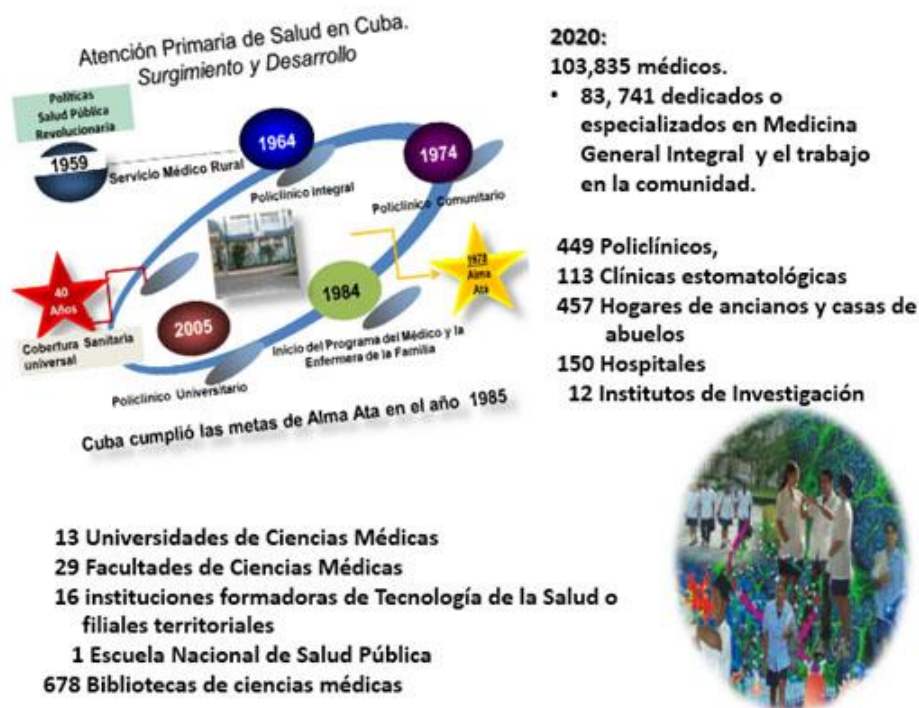 Atención Primaria de Salud en Cuba.
Surgimiento y Desarrollo
Políticas
Salud Pública
Revolucionaria
1959
Servicio Médico Rural
1964
Policlínico Integral
1974
Policlínico Comunitario
1978
Alma
Ata
1984
Inicio del Programa del Médico y la
Enfermera de la Familia
2005
Policlínico Universitario
40
Años
Cobertura Sanitaria
universal
Cuba cumplió las metas de Alma Ata en el año 1985
2020:
103,835 médicos.
• 83, 741 dedicados o
especializados en Medicina
General Integral y el trabajo
en la comunidad.
449 Policlínicos,
113 Clínicas estomatológicas
457 Hogares de ancianos y casas de
abuelos
150 Hospitales
12 Institutos de Investigación
13 Universidades de Ciencias Médicas
29 Facultades de Ciencias Médicas
16 instituciones formadoras de Tecnología de la Salud o
filiales territoriales
1 Escuela Nacional de Salud Pública
678 Bibliotecas de ciencias médicas